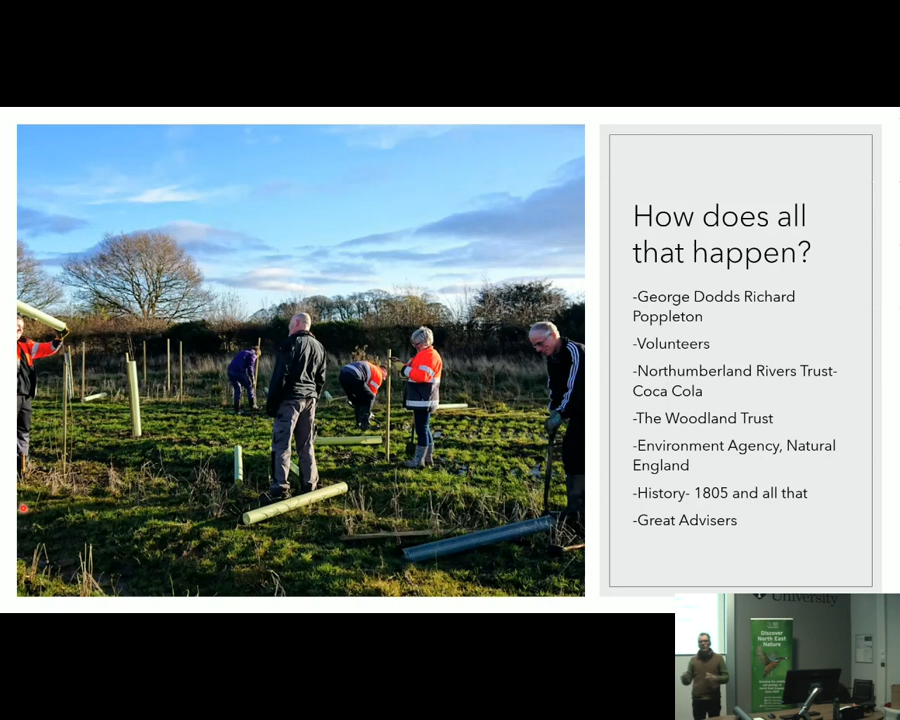 How does all
that happen?
-George Dodds Richard
Poppleton
-Volunteers
-Northumberland Rivers Trust-
Coca Cola
-The Woodland Trust
-Environment Agency, Natural
England
-History- 1805 and all that
-Great Advisers
University
Discover
North East
Nature